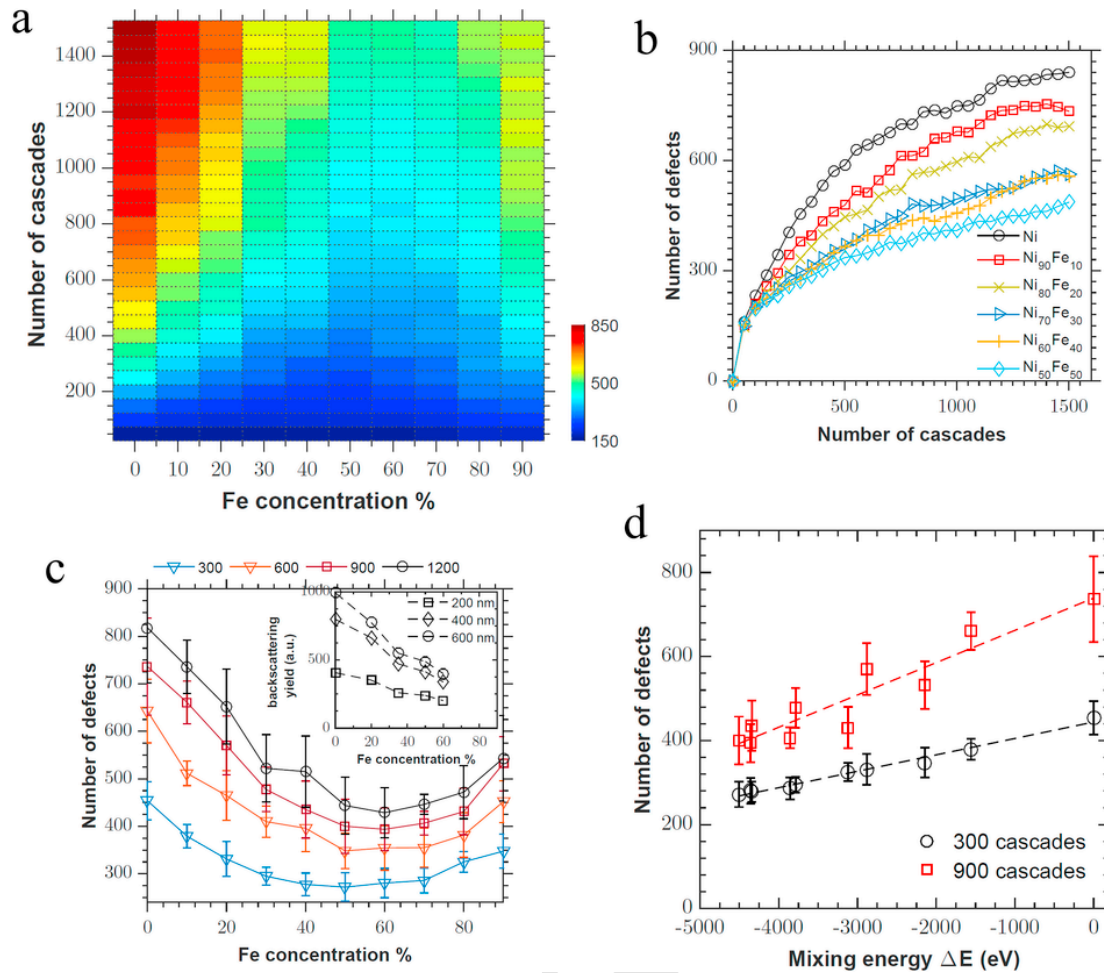 a
1400
1200
1000
800
600
400
200
Number of cascades
0 10 20 30 40 50 60 70 80 90
Fe concentration %
850
500
150
b
900
600
300
0
Number of defects
Ni
Ni90Fe10
Ni80Fe20
Ni70Fe30
Ni60Fe40
Ni50Fe50
0 500 1000 1500
Number of cascades
c
300 600 900 1200
900
800
700
600
500
400
300
Number of defects
0 20 40 60 80
Fe concentration %
1000
500
0
backscattering
yield (a.u.)
200 nm
400 nm
600 nm
0 20 40 60 80
Fe concentration %
d
800
600
400
200
0
Number of defects
300 cascades
900 cascades
-5000 -4000 -3000 -2000 -1000 0
Mixing energy ΔE (eV)